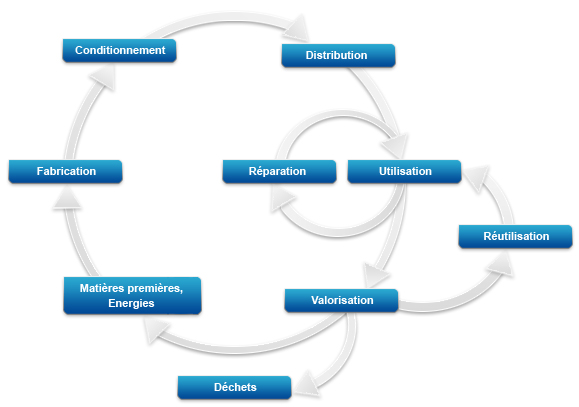 Conditionnement
Distribution
Fabrication
Réparation
Utilisation
Réutilisation
Matières premières,
Energies
Valorisation
Déchets